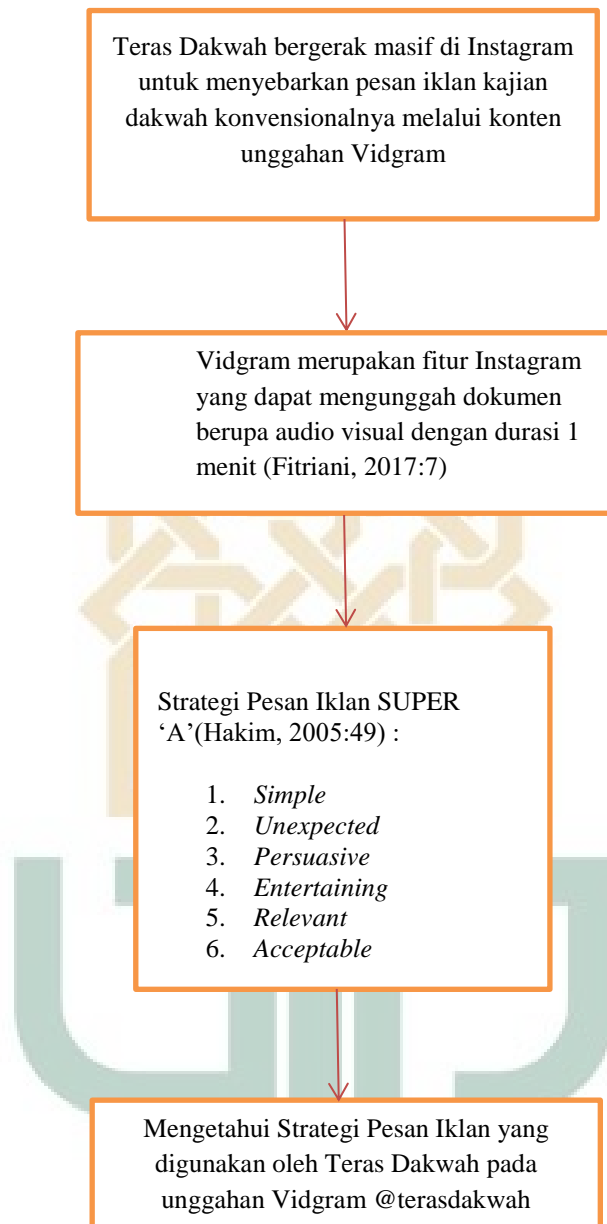 Teras Dakwah bergerak masif di Instagram
untuk menyebarkan pesan iklan kajian
dakwah konvensionalnya melalui konten
unggahan Vidgram
Vidgram merupakan fitur Instagram
yang dapat mengunggah dokumen
berupa audio visual dengan durasi 1
menit (Fitriani, 2017:7)
Strategi Pesan Iklan SUPER
‘A’(Hakim, 2005:49) :
1. Simple
2. Unexpected
3. Persuasive
4. Entertaining
5. Relevant
6. Acceptable
Mengetahui Strategi Pesan Iklan yang
digunakan oleh Teras Dakwah pada
unggahan Vidgram @terasdakwah